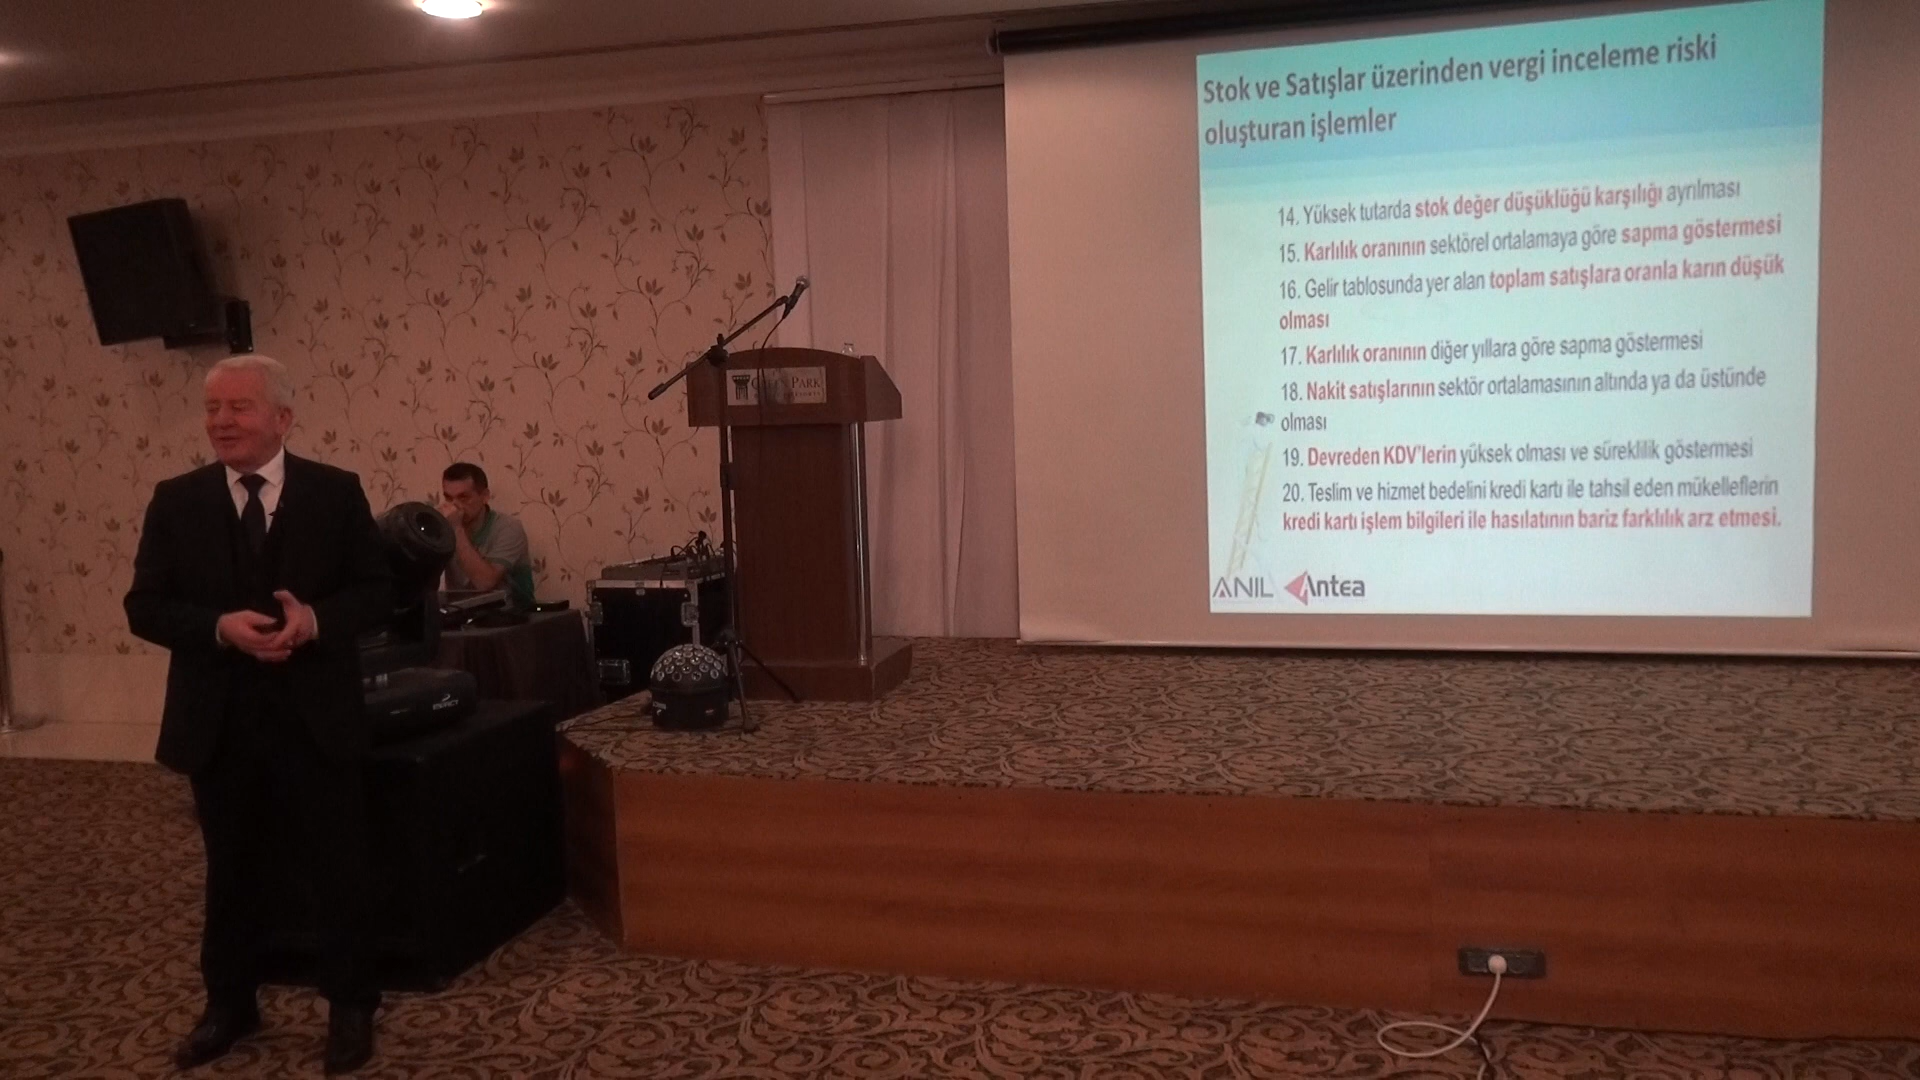 Stok ve Satışlar üzerinden vergi inceleme riski
oluşturan işlemler
14. Yüksek tutarda stok değer düşüklüğü karşılığı ayrılması
15. Karlılık oranının sektörel ortalamaya göre sapma göstermesi
16. Gelir tablosunda yer alan toplam satışlara oranla karın düşük
olması
17. Karlılık oranının diğer yıllara göre sapma göstermesi
18. Nakit satışlarının sektör ortalamasının altında ya da üstünde
olması
19. Devreden KDV'lerin yüksek olması ve süreklilik göstermesi
20. Teslim ve hizmet bedelini kredi kartı ile tahsil eden mükelleflerin
kredi kartı işlem bilgileri ile hasılatının bariz farklılık arz etmesi.
ANIL Antea
PARK